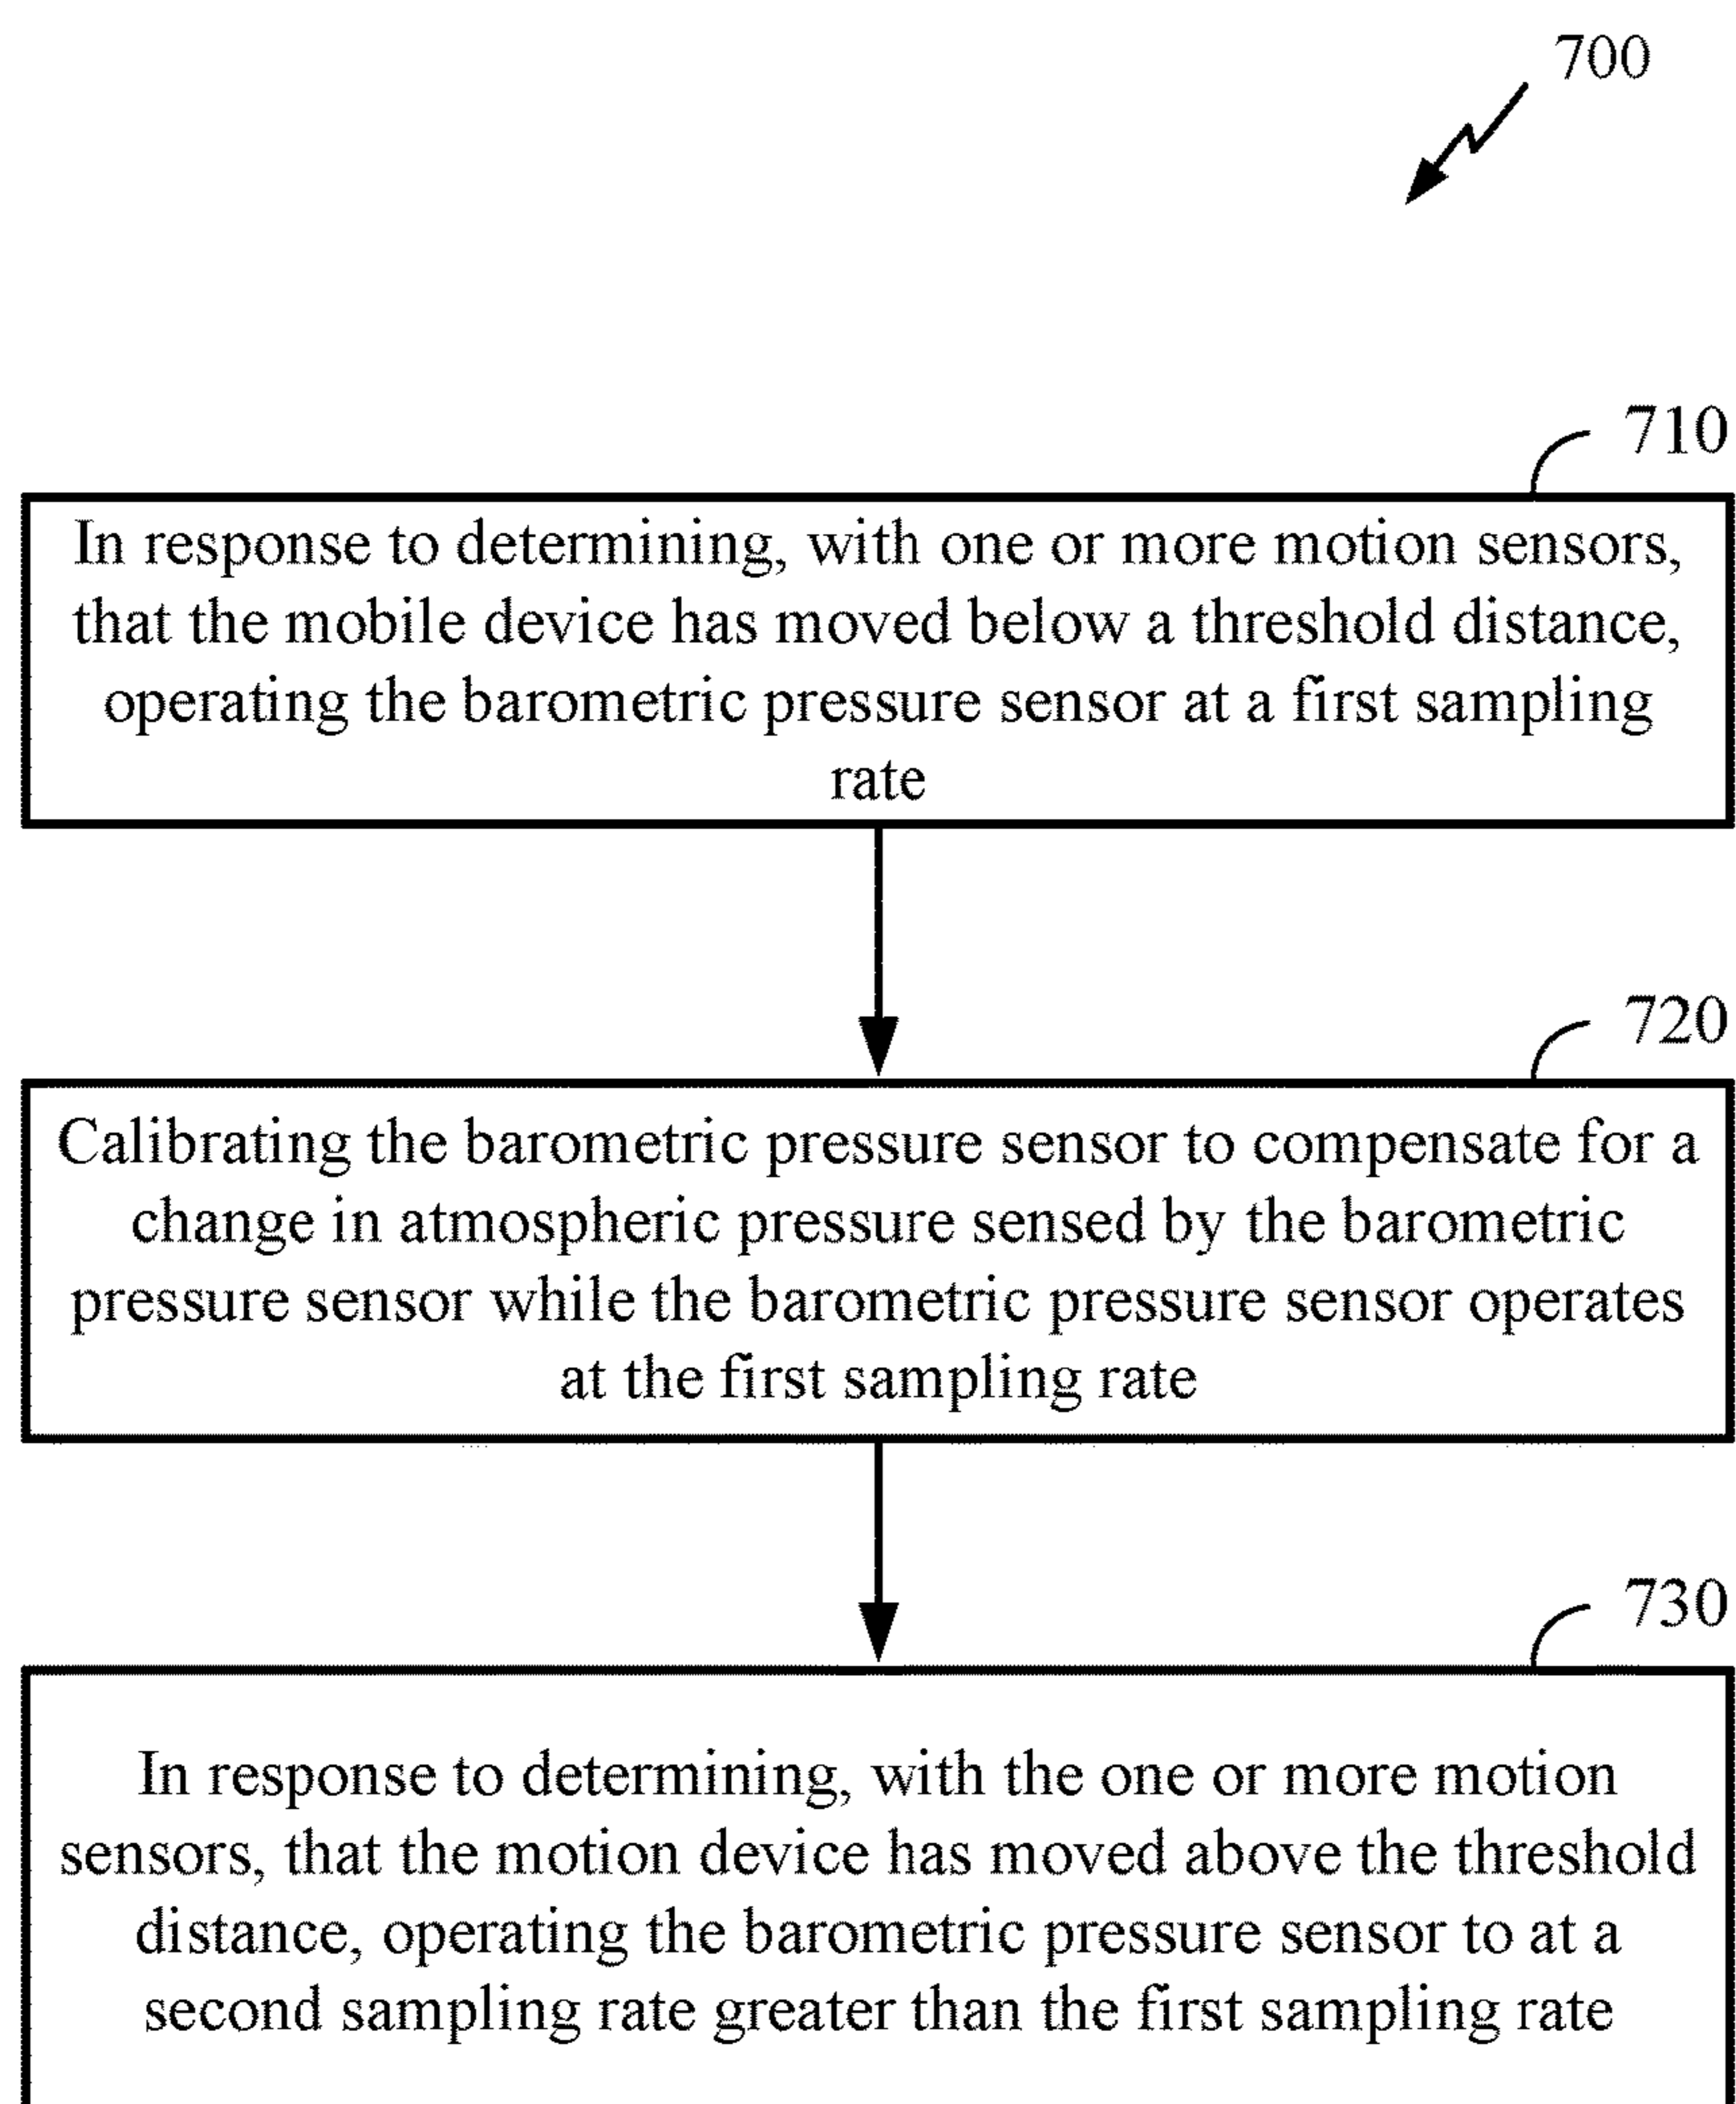 700
710
In response to determining, with one or more motion sensors,
that the mobile device has moved below a threshold distance,
operating the barometric pressure sensor at a first sampling
rate
720
Calibrating the barometric pressure sensor to compensate for a
change in atmospheric pressure sensed by the barometric
pressure sensor while the barometric pressure sensor operates
at the first sampling rate
730
In response to determining, with the one or more motion
sensors, that the motion device has moved above the threshold
distance, operating the barometric pressure sensor to at a
second sampling rate greater than the first sampling rate